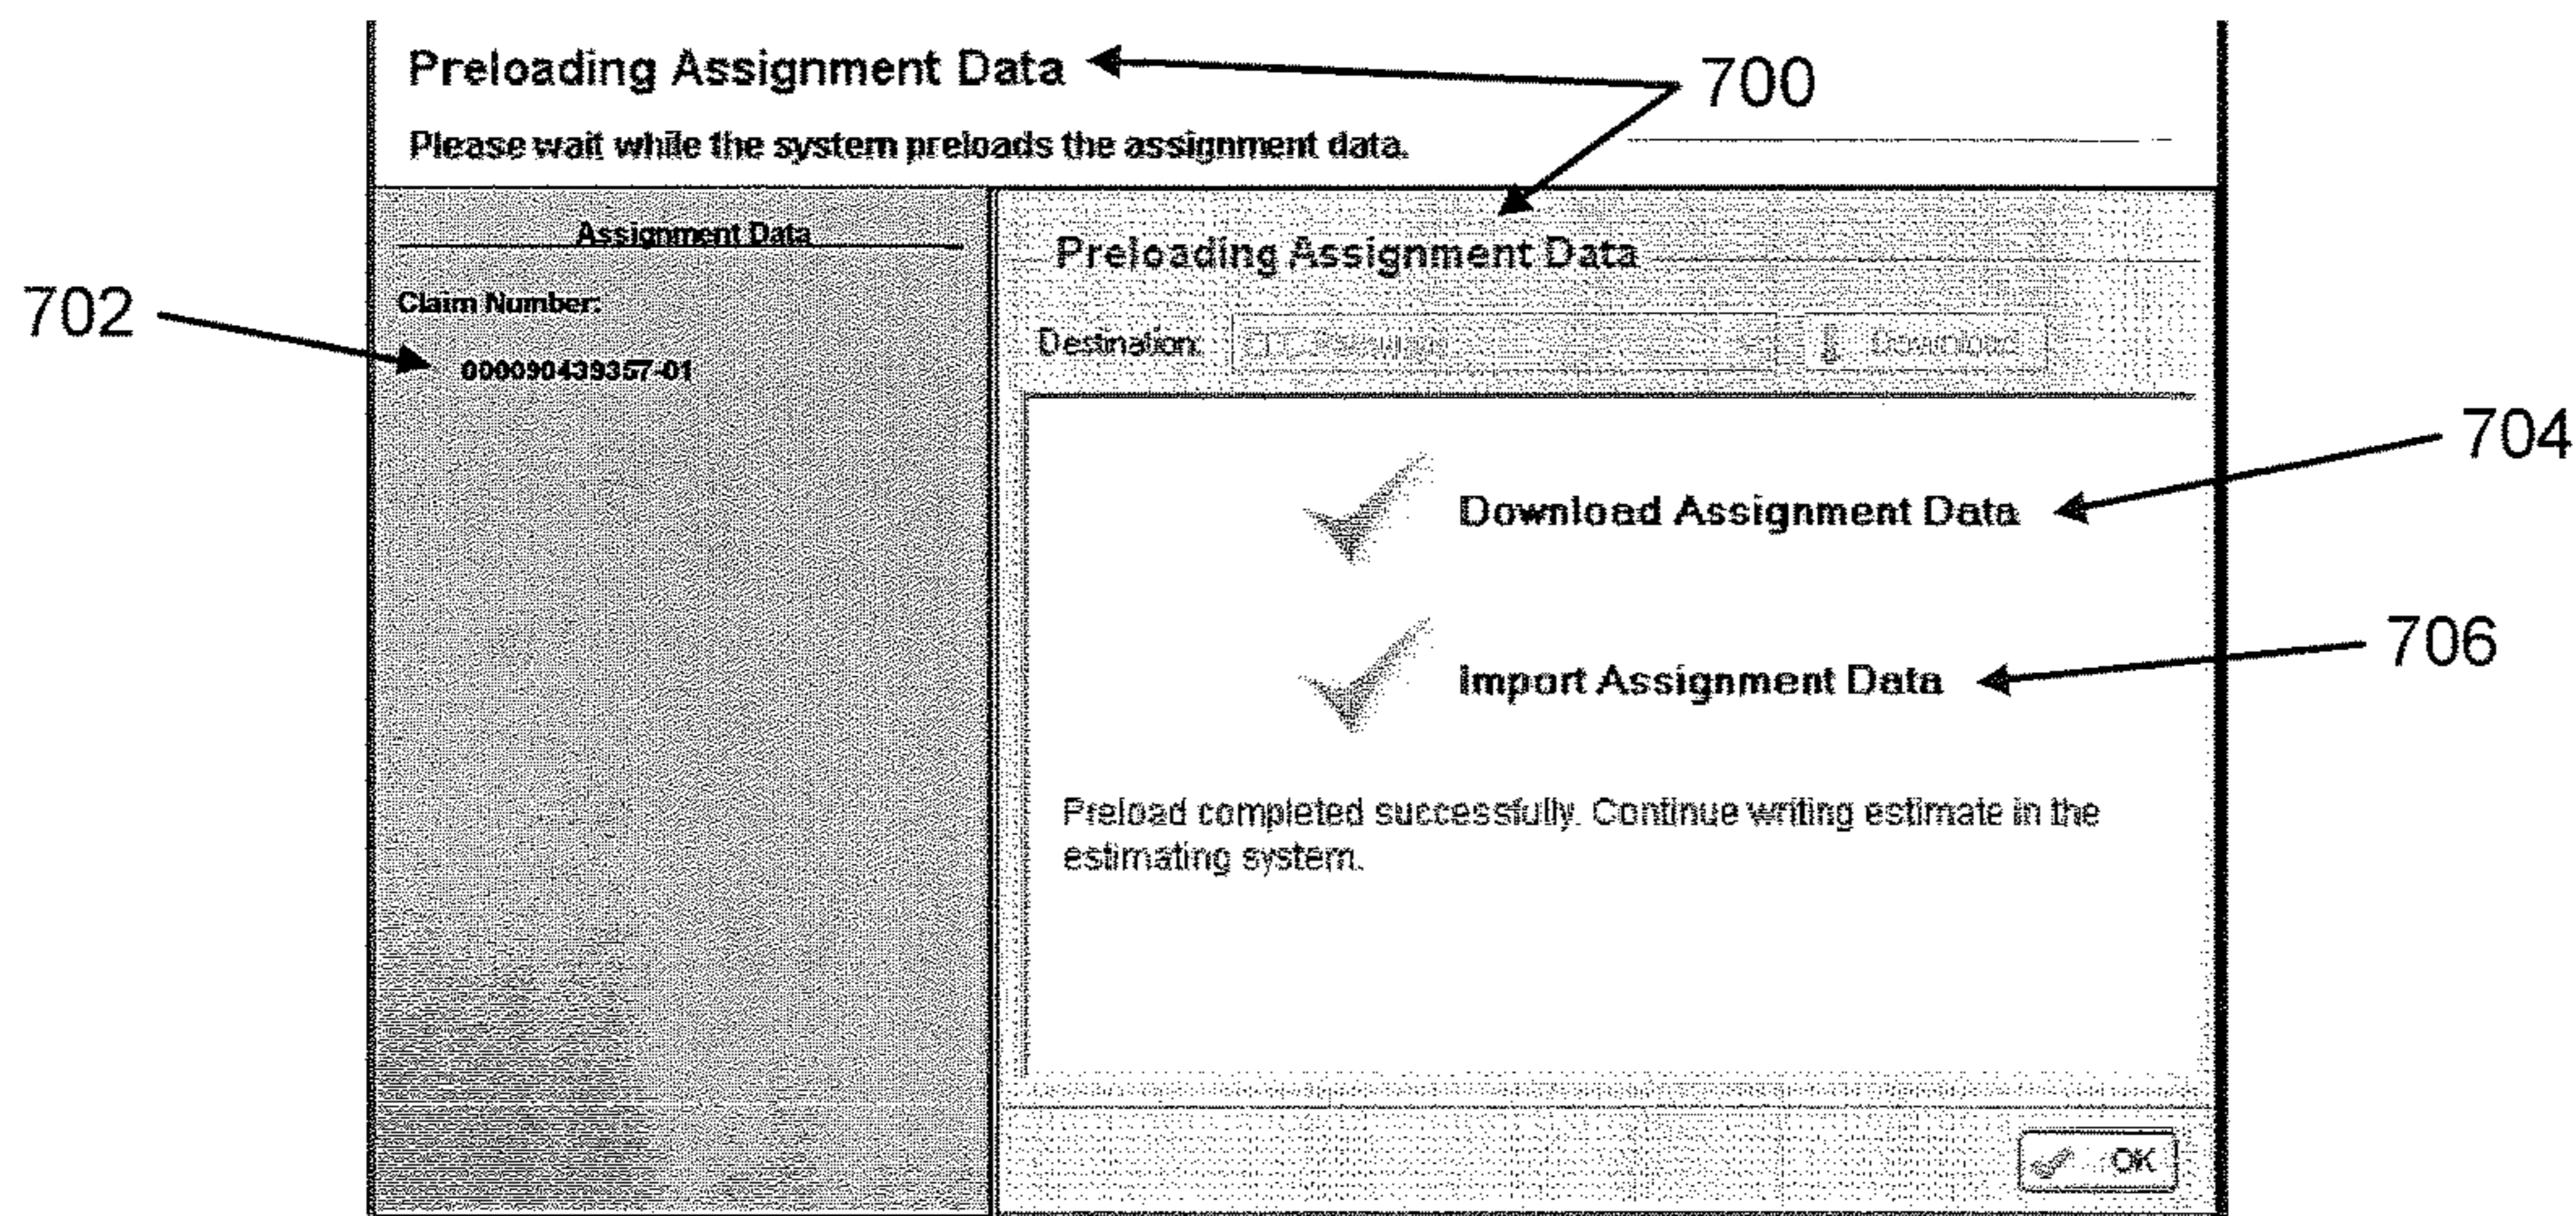 Preloading Assignment Data
700
Please wait while the system preloads the assignment data.
Assignment Data
Preloading Assignment Data
702
Claim Number:
Destination: Download
000090439357-01
704
Download Assignment Data
706
Import Assignment Data
Preload completed successfully. Continue writing estimate in the
estimating system.
OK